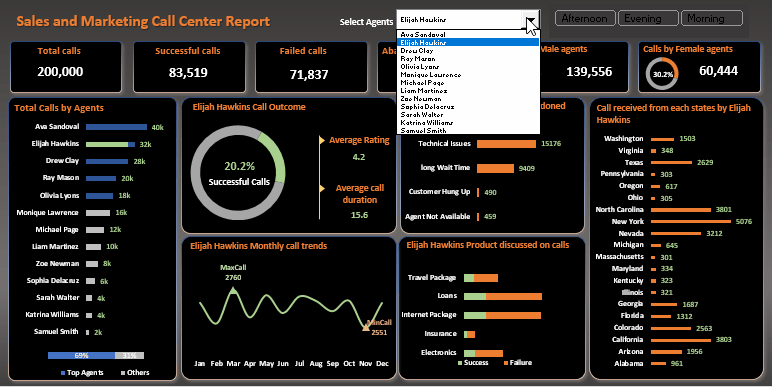 Sales and Marketing Call Center Report
Select Agents
Elijah Hawkins
Afternoon
Evening
Morning
Ava Sandoval
Elijah Hawkins
Drew Clay
Ray Mason
Olivia Lyons
Monique Lawrence
Michael Page
Liam Martinez
Zoe Newman
Sophia Delacruz
Sarah Walter
Katrina Williams
Samuel Smith
Total calls
200,000
Successful calls
83,519
Failed calls
71,837
Male agents
139,556
Calls by Female agents
30.2%
60,444
Total Calls by Agents
Ava Sandoval 40k
Elijah Hawkins 32k
Drew Clay 28k
Ray Mason 20k
Olivia Lyons 18k
Monique Lawrence 16k
Michael Page 12k
Liam Martinez 10k
Zoe Newman 8k
Sophia Delacruz 6k
Sarah Walter 4k
Katrina Williams 4k
Samuel Smith 2k
69% 31%
Top Agents Others
Elijah Hawkins Call Outcome
20.2%
Successful Calls
Average Rating
4.2
Average call
duration
15.6
Technical Issues 15176
long Wait Time 9409
Customer Hung Up 490
Agent Not Available 459
Elijah Hawkins Monthly call trends
MaxCall
2760
MinCall
2551
Jan Feb Mar Apr May Jun Jul Aug Sep Oct Nov Dec
Elijah Hawkins Product discussed on calls
Travel Package
Loans
Internet Package
Insurance
Electronics
Success Failure
Call received from each states by Elijah
Hawkins
Washington 1503
Virginia 348
Texas 2629
Pennsylvania 303
Oregon 617
Ohio 305
North Carolina 3801
New York 5076
Nevada 3212
Michigan 645
Massachusetts 301
Maryland 334
Kentucky 323
Illinois 321
Georgia 1687
Florida 1312
Colorado 2563
California 3803
Arizona 1956
Alabama 961